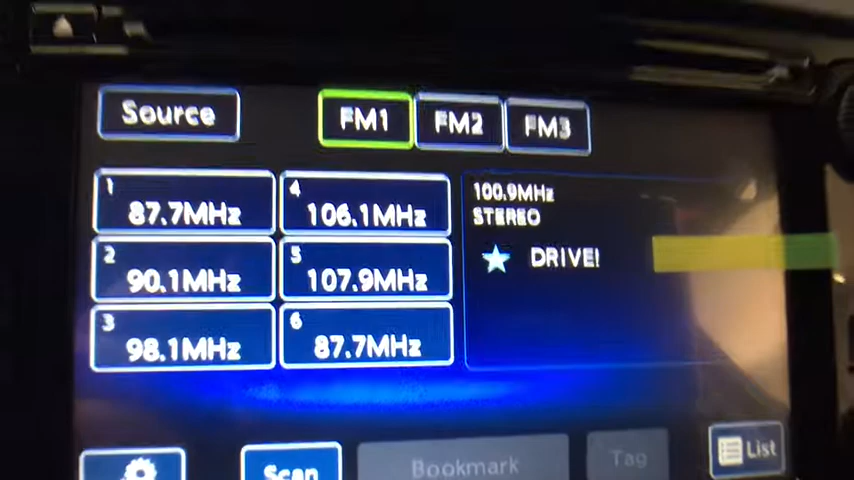 Source
FM1
FM2
FM3
1
87.7MHz
4
106.1MHz
100.9MHz
STEREO
2
90.1MHz
5
107.9MHz
DRIVE!
3
98.1MHz
6
87.7MHz
Scan
Bookmark
Tag
List